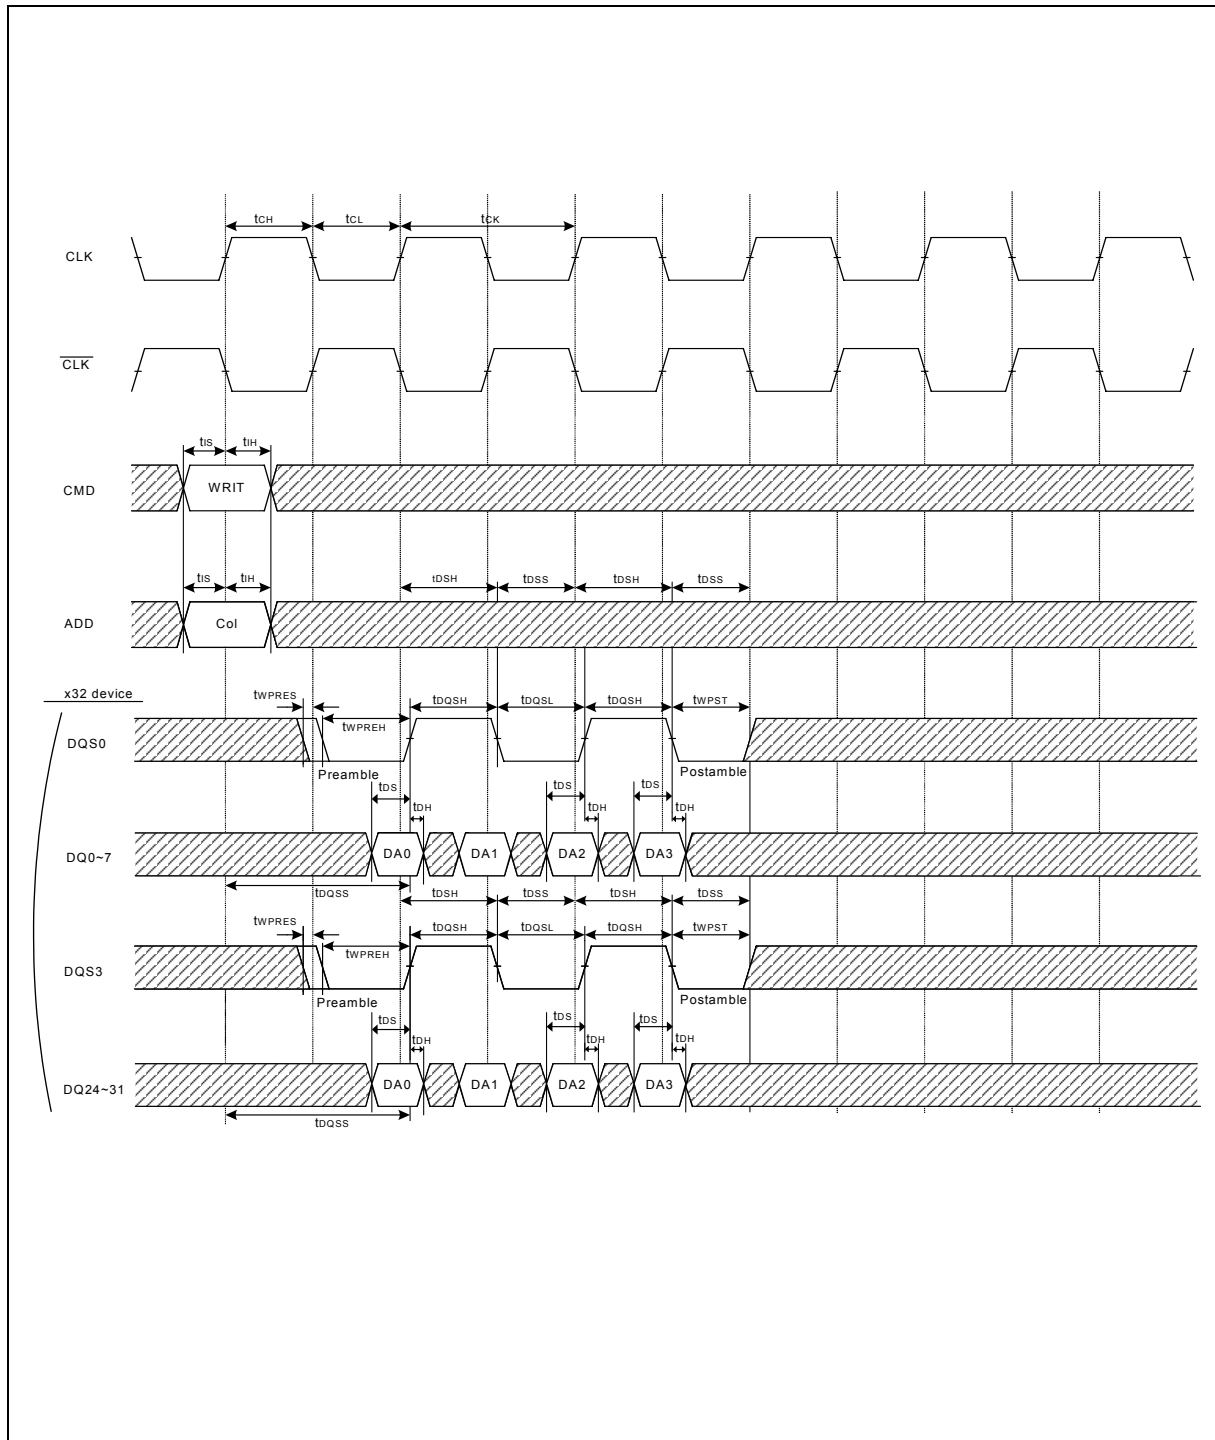 tCH tCL tCK
CLK
CLK
tIS tIH
CMD WRIT
tIS tIH tDSH tDSS tDSH tDSS
ADD Col
x32 device
tWPRES tDQSH tDQSL tDQSH tWPST
tWPREH
DQS0
Preamble Postamble
tDS tDS tDS
tDH tDH tDH
DQ0~7 DA0 DA1 DA2 DA3
tDQSS
tDSH tDSS tDSH tDSS
tWPRES tDQSH tDQSL tDQSH tWPST
tWPREH
DQS3
Preamble Postamble
tDS tDS tDS
tDH tDH tDH
DQ24~31 DA0 DA1 DA2 DA3
tDQSS